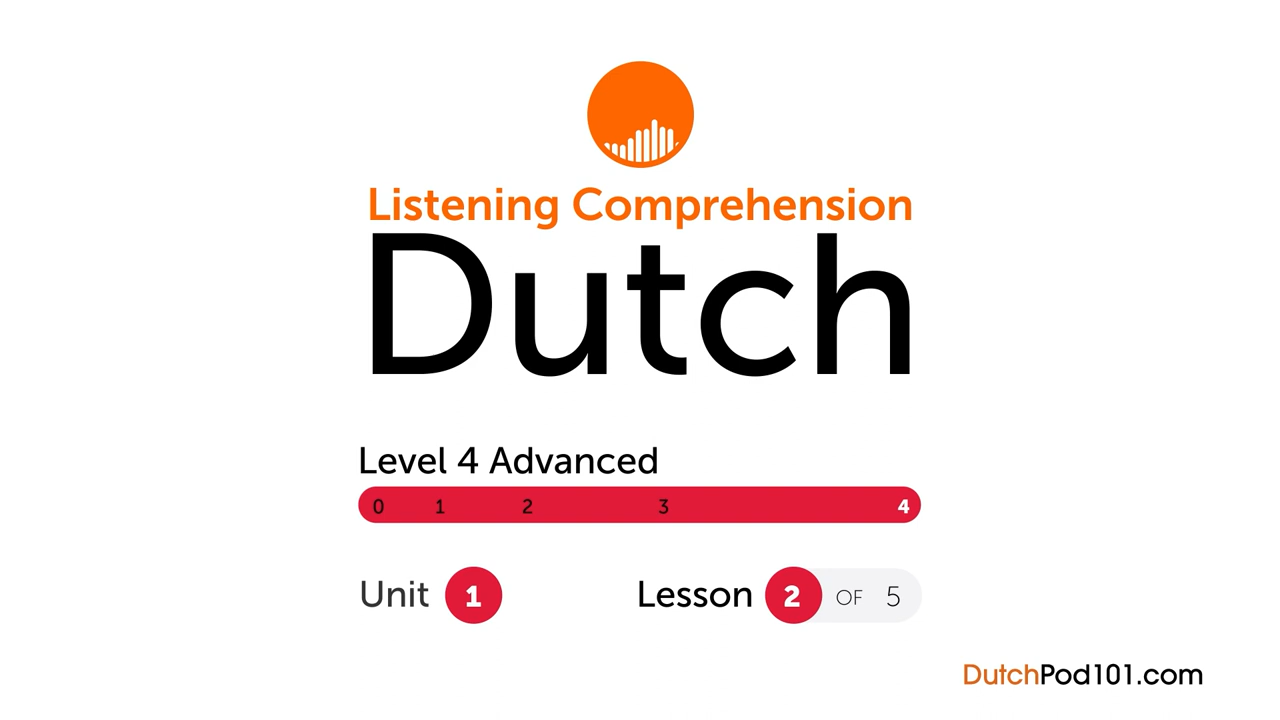 Listening Comprehension
Dutch
Level 4 Advanced
0 1 2 3 4
Unit 1
Lesson 2 OF 5
DutchPod101.com